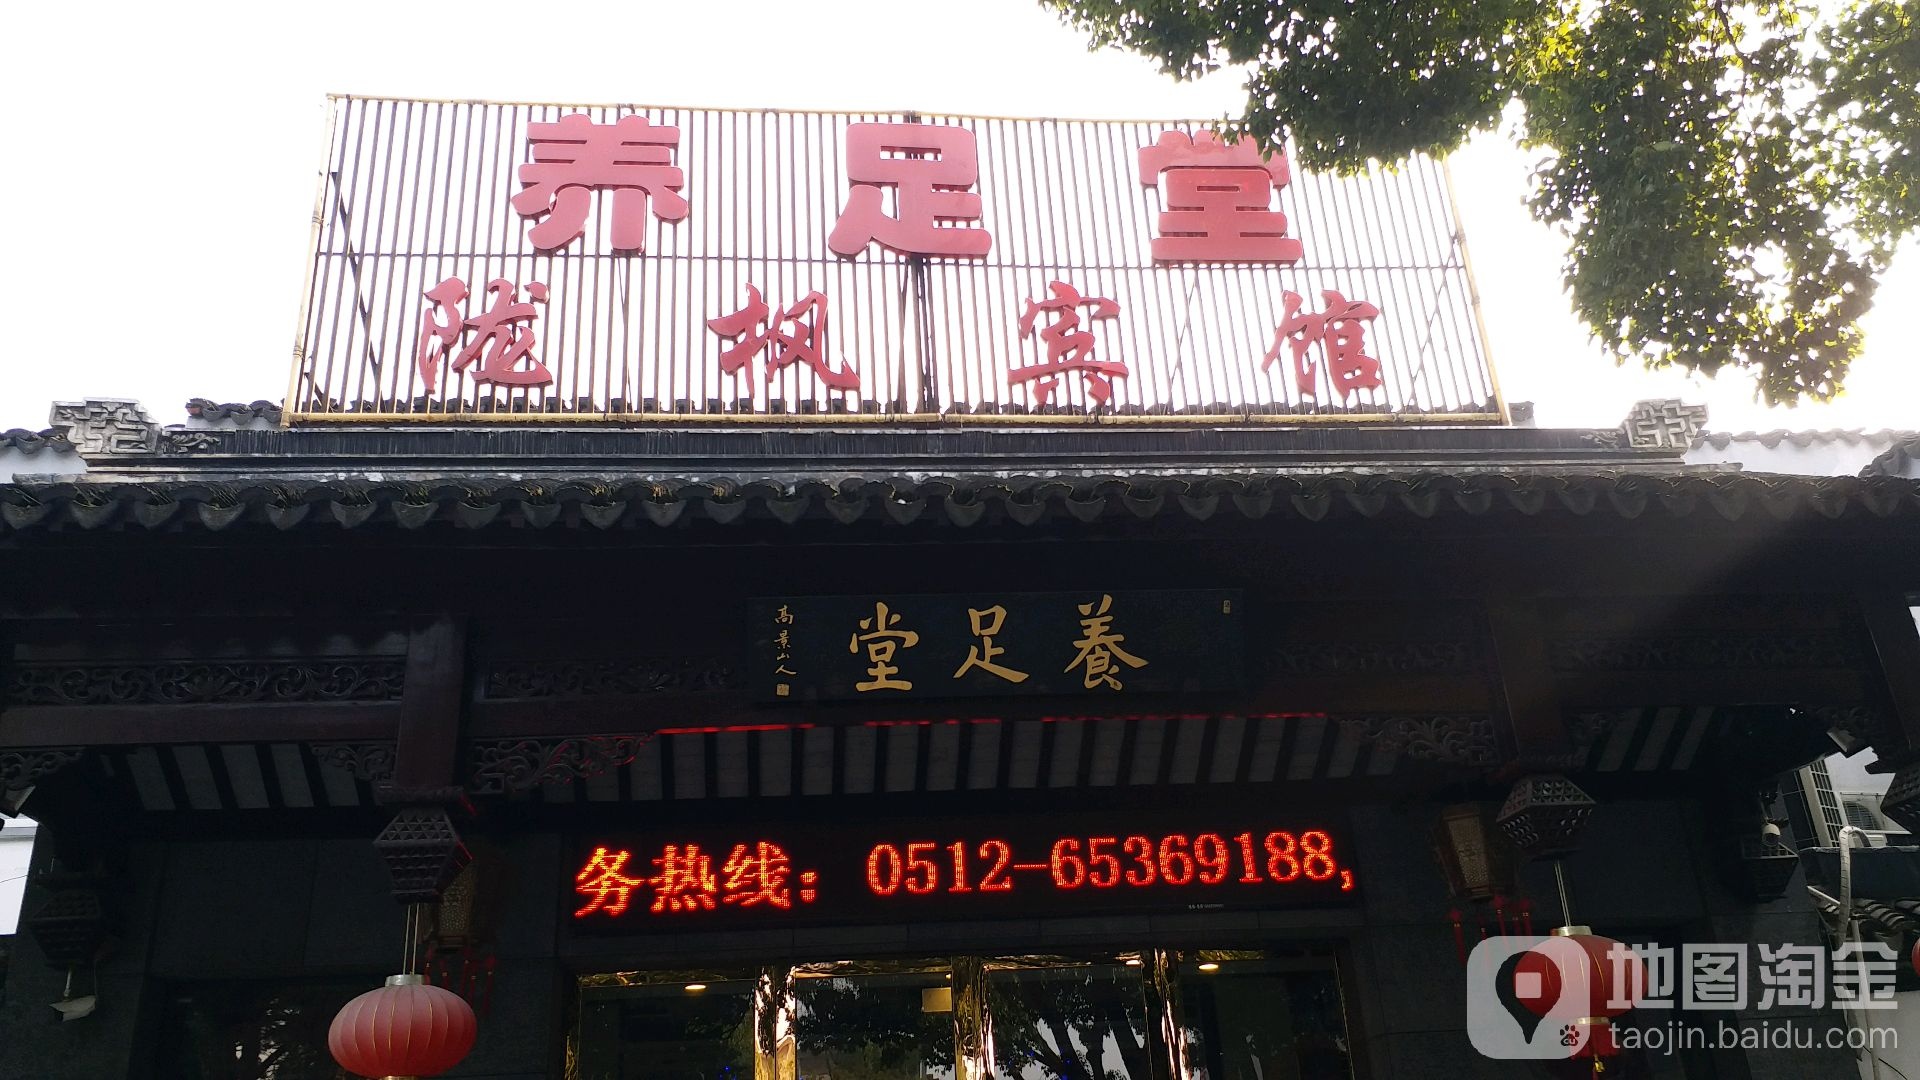 养足堂
陇枫宾馆
養足堂
高景山人
务热线：0512-65369188,
地图淘金
taojin.baidu.com